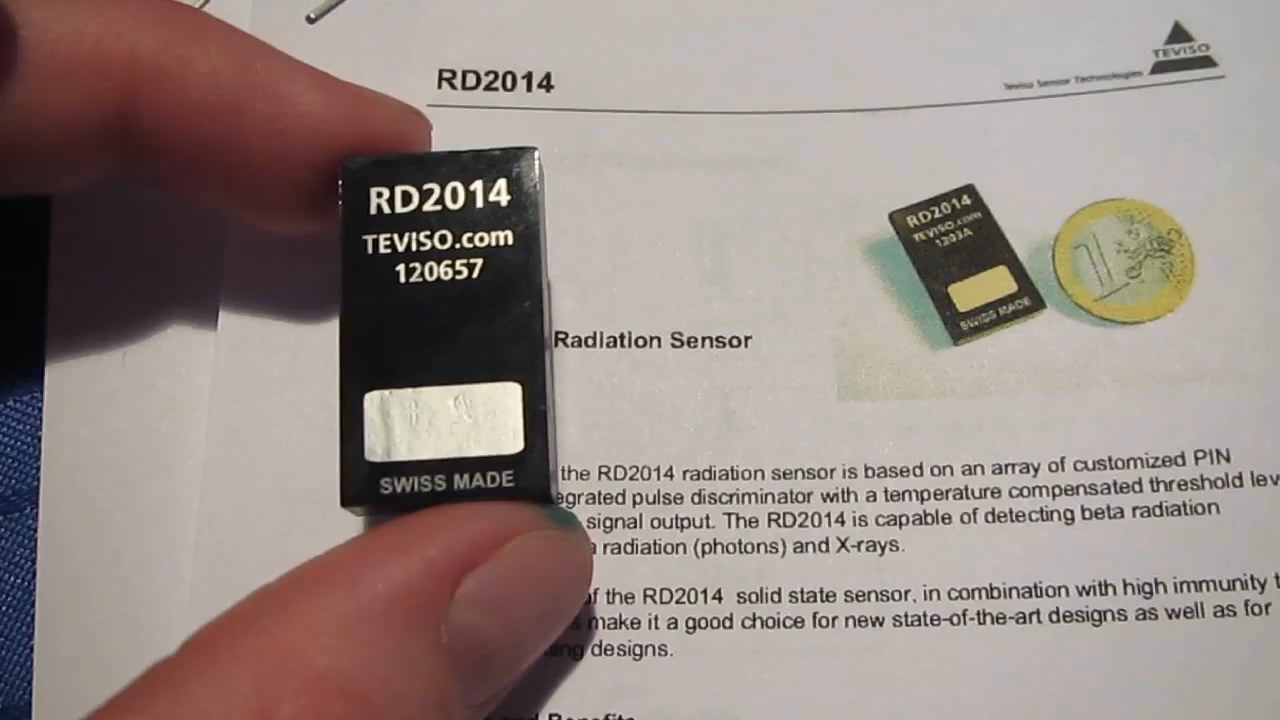 RD2014
TEVISO
Teviso Sensor Technologies
RD2014
TEVISO.com
120657
SWISS MADE
RD2014
TEVISO.com
1203A
SWISS MADE
1
Radiation Sensor
the RD2014 radiation sensor is based on an array of customized PIN
egrated pulse discriminator with a temperature compensated threshold lev
signal output. The RD2014 is capable of detecting beta radiation
radiation (photons) and X-rays.
of the RD2014 solid state sensor, in combination with high immunity t
make it a good choice for new state-of-the-art designs as well as for
designs.
Benefits